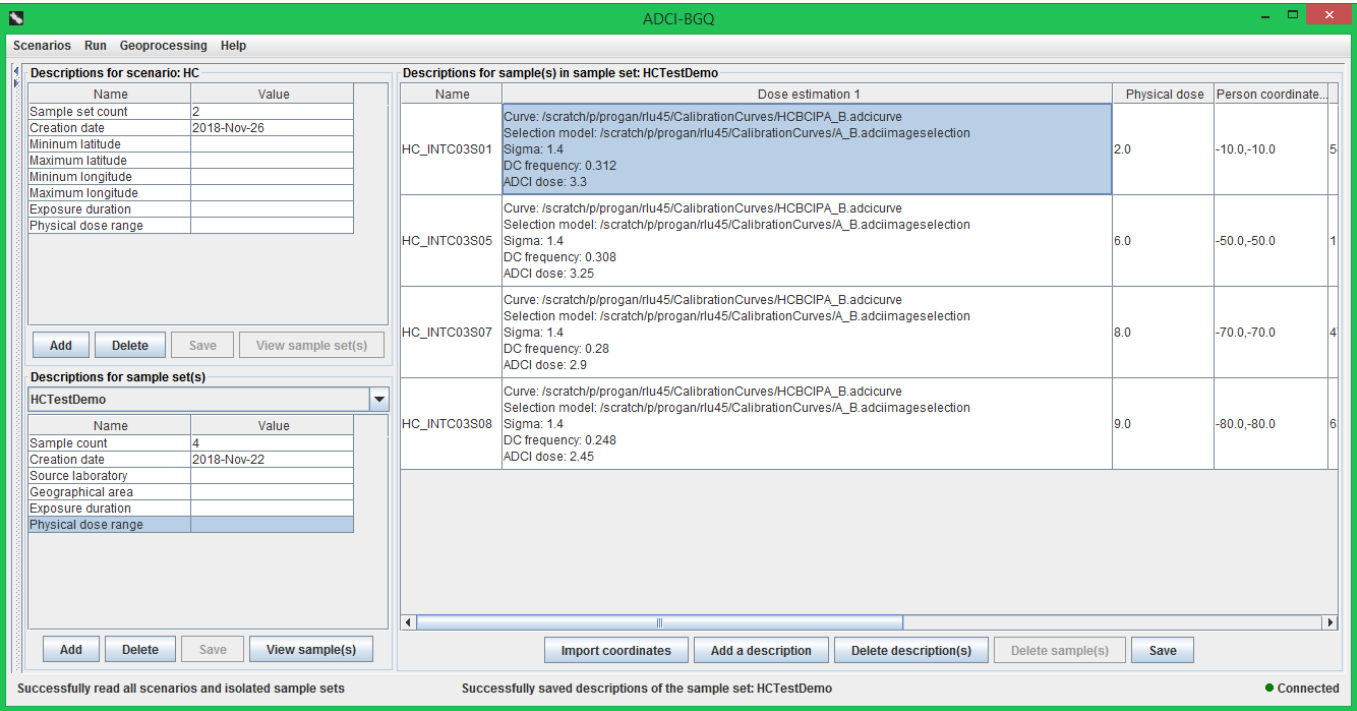 ADCI-BGQ
Scenarios Run Geoprocessing Help
Descriptions for scenario: HC
Name Value
Sample set count 2
Creation date 2018-Nov-26
Mininum latitude
Maximum latitude
Mininum longitude
Maximum longitude
Exposure duration
Physical dose range
Add Delete Save View sample set(s)
Descriptions for sample set(s)
HCTestDemo
Name Value
Sample count 4
Creation date 2018-Nov-22
Source laboratory
Geographical area
Exposure duration
Physical dose range
Add Delete Save View sample(s)
Descriptions for sample(s) in sample set: HCTestDemo
Name Dose estimation 1 Physical dose Person coordinate...
Curve: /scratch/p/progan/rlu45/CalibrationCurves/HCBCIPA_B.adcicurve
Selection model: /scratch/p/progan/rlu45/CalibrationCurves/A_B.adciimageselection
HC_INTC03S01 Sigma: 1.4 2.0 -10.0,-10.0 5
DC frequency: 0.312
ADCI dose: 3.3
Curve: /scratch/p/progan/rlu45/CalibrationCurves/HCBCIPA_B.adcicurve
Selection model: /scratch/p/progan/rlu45/CalibrationCurves/A_B.adciimageselection
HC_INTC03S05 Sigma: 1.4 6.0 -50.0,-50.0 1
DC frequency: 0.308
ADCI dose: 3.25
Curve: /scratch/p/progan/rlu45/CalibrationCurves/HCBCIPA_B.adcicurve
Selection model: /scratch/p/progan/rlu45/CalibrationCurves/A_B.adciimageselection
HC_INTC03S07 Sigma: 1.4 8.0 -70.0,-70.0 4
DC frequency: 0.28
ADCI dose: 2.9
Curve: /scratch/p/progan/rlu45/CalibrationCurves/HCBCIPA_B.adcicurve
Selection model: /scratch/p/progan/rlu45/CalibrationCurves/A_B.adciimageselection
HC_INTC03S08 Sigma: 1.4 9.0 -80.0,-80.0 6
DC frequency: 0.248
ADCI dose: 2.45
Import coordinates Add a description Delete description(s) Delete sample(s) Save
Successfully read all scenarios and isolated sample sets Successfully saved descriptions of the sample set: HCTestDemo Connected